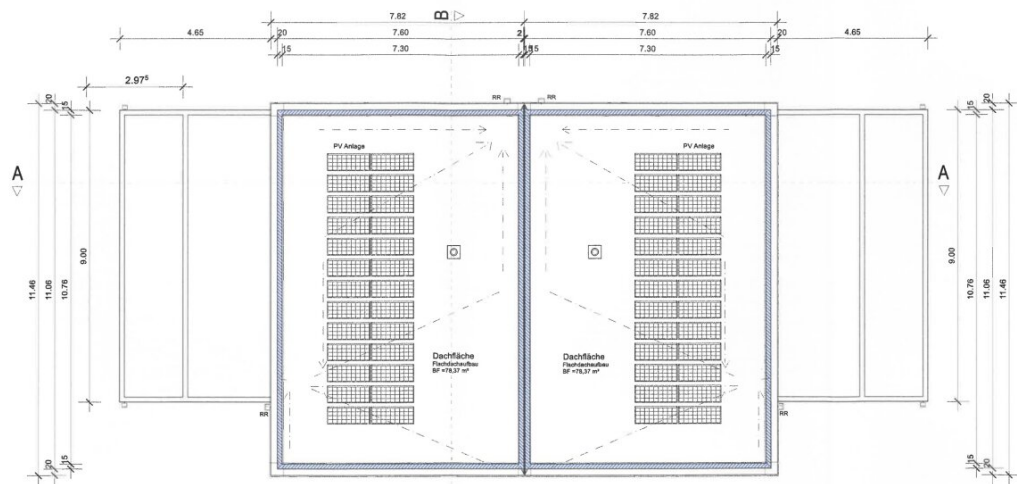 7.82 B 7.82
4.65 20 7.60 2 7.60 20 4.65
15 7.30 15 15 7.30 15
2.97⁵
RR RR
PV Anlage PV Anlage
A A
20 15 15 20
11.46 11.06 10.76 9.00 9.00 10.76 11.06 11.46
Dachfläche Dachfläche
Flachdachaufbau Flachdachaufbau
BF =78,37 m² BF =78,37 m²
RR RR
20 15 15 20